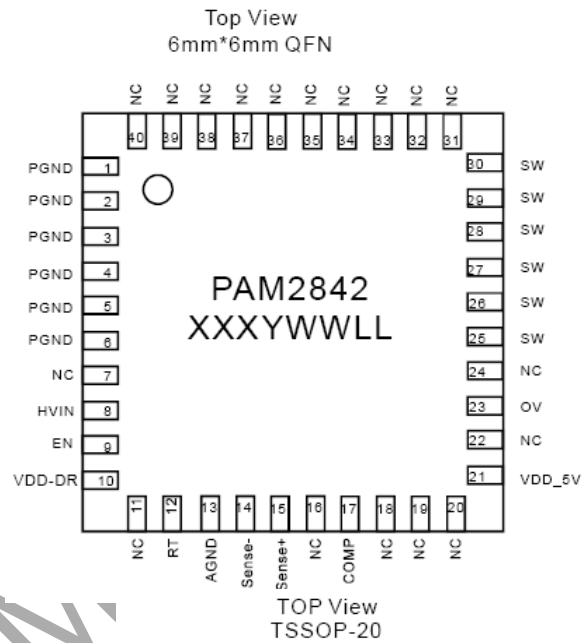 Top View
6mm*6mm QFN
NC NC NC NC NC NC NC NC NC NC
40 39 38 37 36 35 34 33 32 31
PGND 1
PGND 2
PGND 3
PGND 4
PGND 5
PGND 6
NC 7
HVIN 8
EN 9
VDD-DR 10
PAM2842
XXXYWWLL
30 SW
29 SW
28 SW
27 SW
26 SW
25 SW
24 NC
23 OV
22 NC
21 VDD_5V
11 12 13 14 15 16 17 18 19 20
NC RT AGND Sense- Sense+ NC COMP NC NC NC
TOP View
TSSOP-20